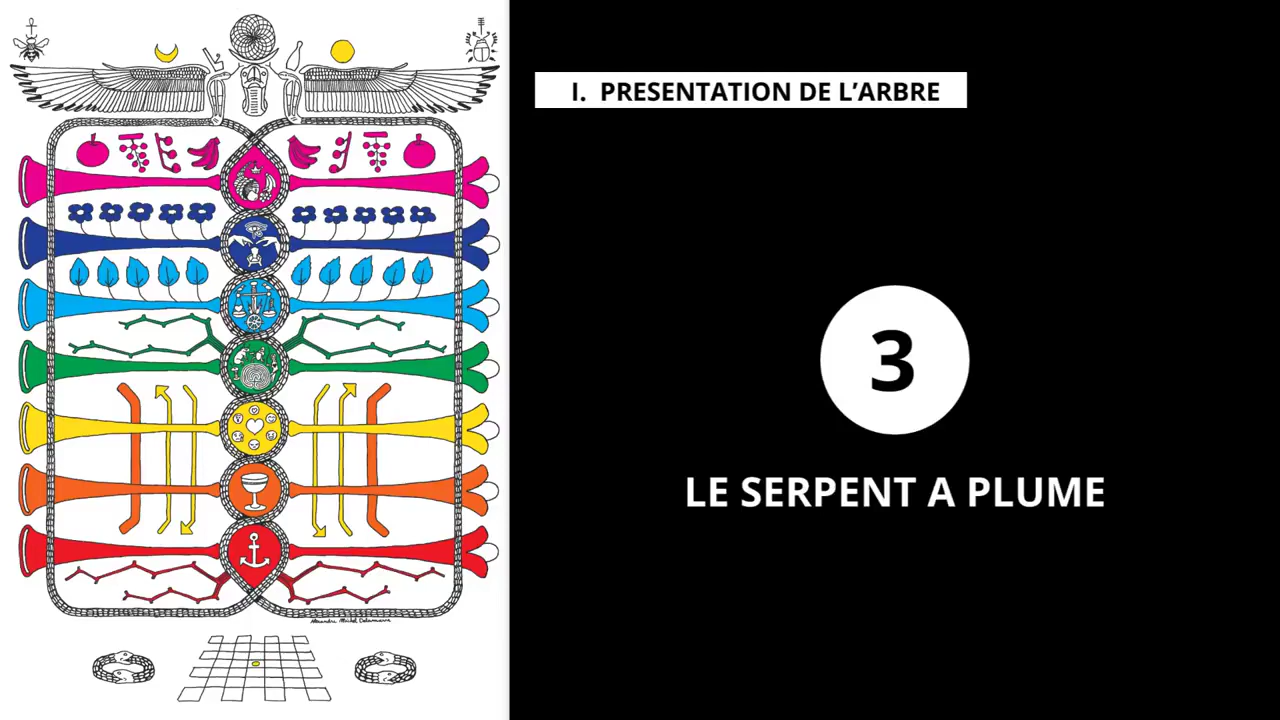 I. PRESENTATION DE L’ARBRE
3
LE SERPENT A PLUME